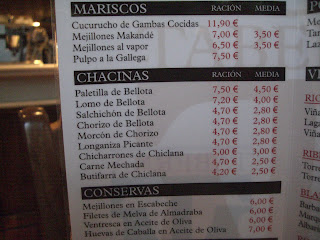 MARISCOS RACIÓN MEDIA
Cucurucho de Gambas Cocidas 11,90 €
Mejillones Makandé 7,00 € 3,50 €
Mejillones al vapor 6,50 € 3,50 €
Pulpo a la Gallega 7,50 €
CHACINAS RACIÓN MEDIA
Paletilla de Bellota 7,50 € 4,50 €
Lomo de Bellota 7,20 € 4,00 €
Salchichón de Bellota 4,70 € 2,80 €
Chorizo de Bellota 4,70 € 2,80 €
Morcón de Chorizo 4,70 € 2,80 €
Longaniza Picante 4,70 € 2,80 €
Chicharrones de Chiclana 5,00 € 3,00 €
Carne Mechada 4,70 € 2,50 €
Butifarra de Chiclana 4,20 € 2,50 €
CONSERVAS
Mejillones en Escabeche 6,00 €
Filetes de Melva de Almadraba 6,00 €
Ventresca en Aceite de Oliva 7,00 €
Huevas de Caballa en Aceite de Oliva